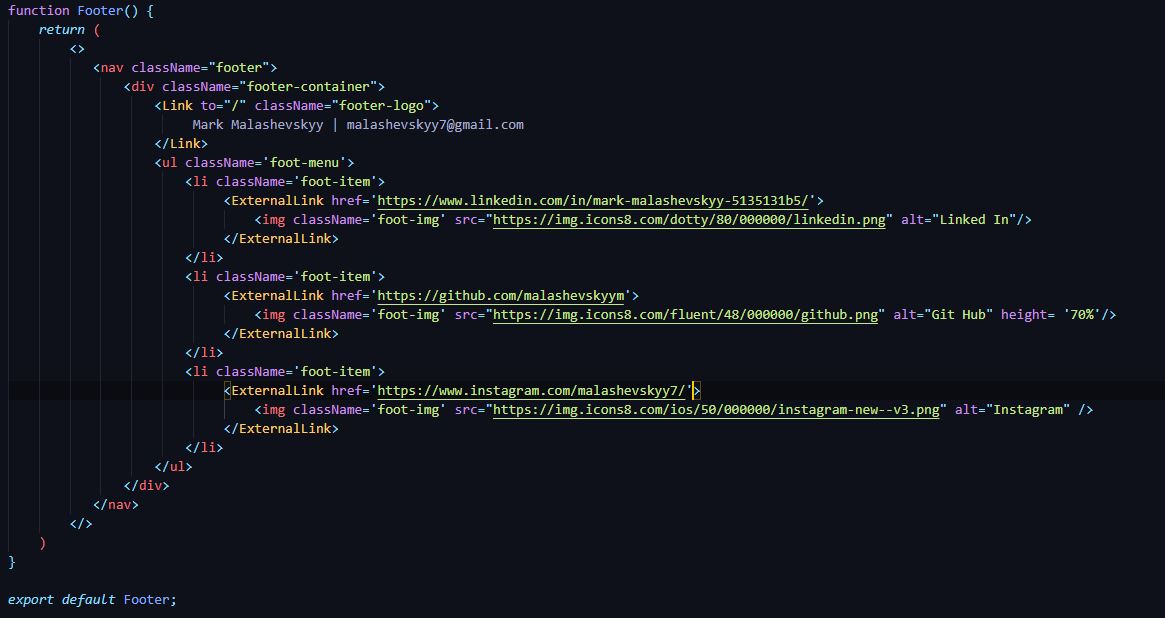 function Footer() {
    return (
        <>
           <nav className="footer">
               <div className="footer-container">
                   <Link to="/" className="footer-logo">
                        Mark Malashevskyy | malashevskyy7@gmail.com
                   </Link>
                   <ul className='foot-menu'>
                       <li className='foot-item'>
                            <ExternalLink href='https://www.linkedin.com/in/mark-malashevskyy-5135131b5/'>
                                <img className='foot-img' src="https://img.icons8.com/dotty/80/000000/linkedin.png" alt="Linked In"/>
                            </ExternalLink>
                       </li>
                       <li className='foot-item'>
                            <ExternalLink href='https://github.com/malashevskyym'>
                                <img className='foot-img' src="https://img.icons8.com/fluent/48/000000/github.png" alt="Git Hub" height= '70%'/>
                            </ExternalLink>
                       </li>
                       <li className='foot-item'>
                            <ExternalLink href='https://www.instagram.com/malashevskyy7/'>
                                <img className='foot-img' src="https://img.icons8.com/ios/50/000000/instagram-new--v3.png" alt="Instagram" />
                            </ExternalLink>
                       </li>
                   </ul>
               </div>
           </nav>
        </>
    )
}

export default Footer;